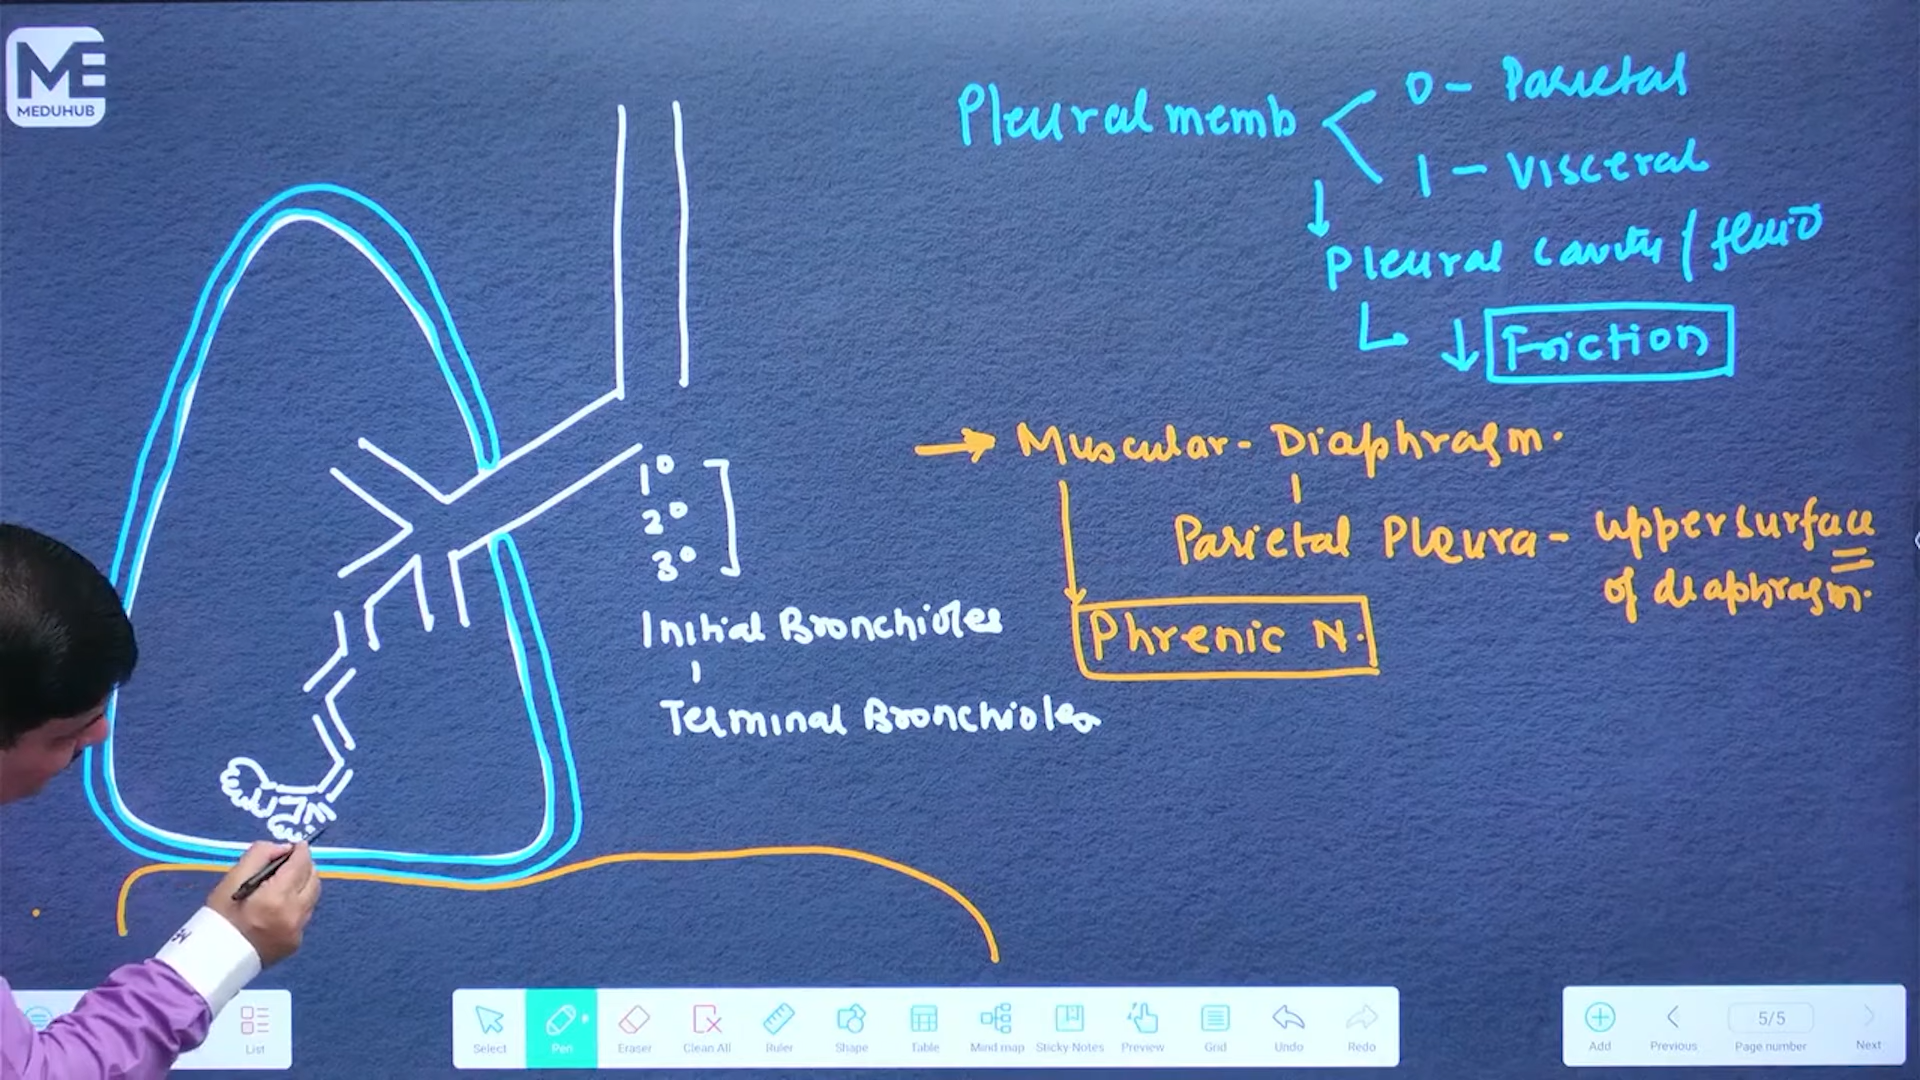 ME
MEDUHUB
Pleural memb
O - Parietal
I - Visceral
↓
Pleural cavity / fluid
↓ Friction
→ Muscular - Diaphragm.
Parietal Pleura - upper surface
of diaphragm.
Phrenic N.
1°
2°
3°
Initial Bronchioles
Terminal Bronchioles
List
Select
Pen
Eraser
Clean All
Ruler
Shape
Table
Mind map
Sticky Notes
Preview
Grid
Undo
Redo
Add
Previous
5/5
Page number
Next